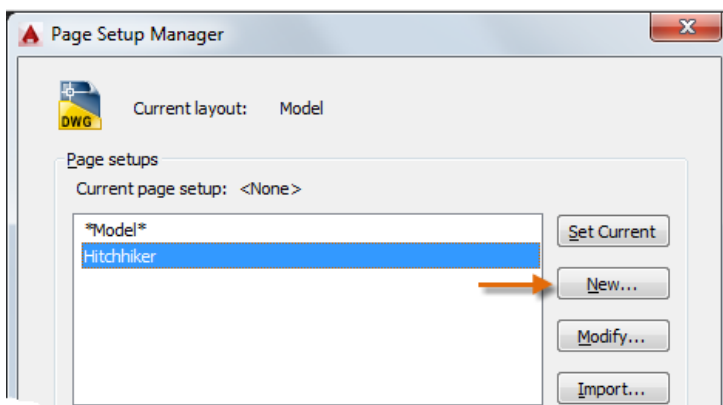 Page Setup Manager
X
DWG
Current layout: Model
Page setups
Current page setup: <None>
*Model*
Hitchhiker
Set Current
New...
Modify...
Import...